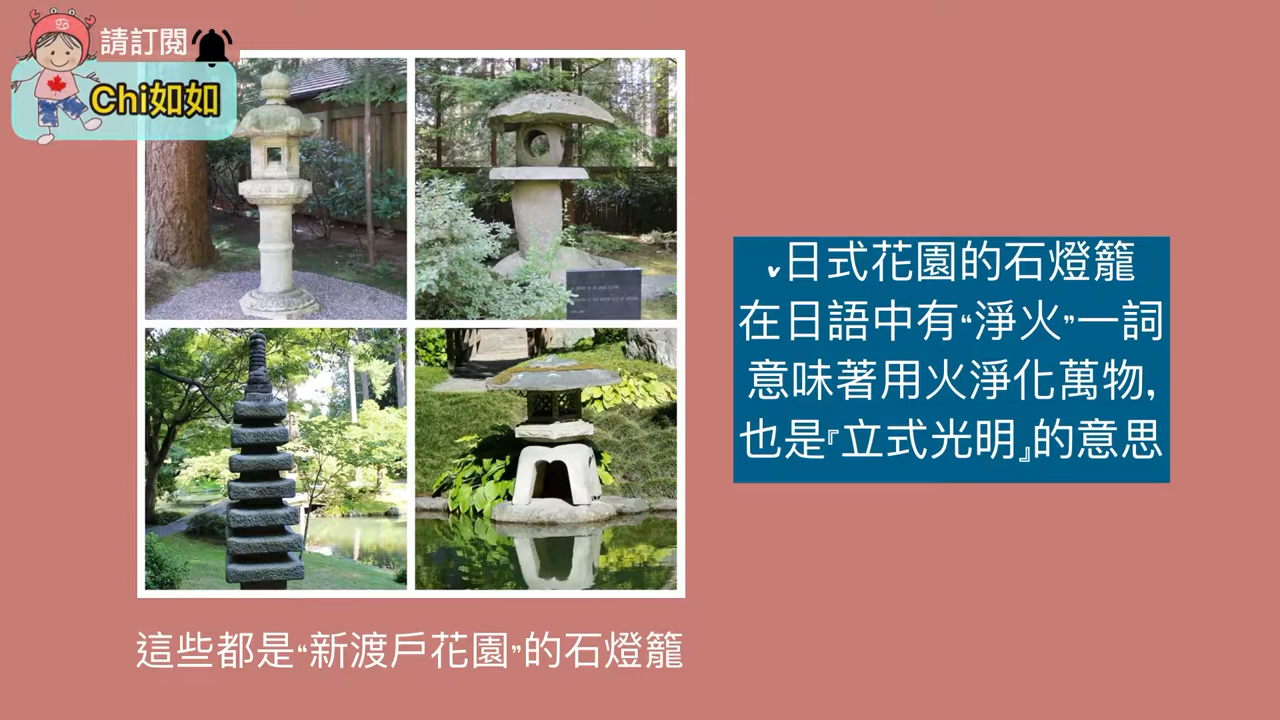 請訂閱
Chi如如
✓日式花園的石燈籠
在日語中有“淨火”一詞
意味著用火淨化萬物,
也是『立式光明』的意思
這些都是“新渡戶花園”的石燈籠